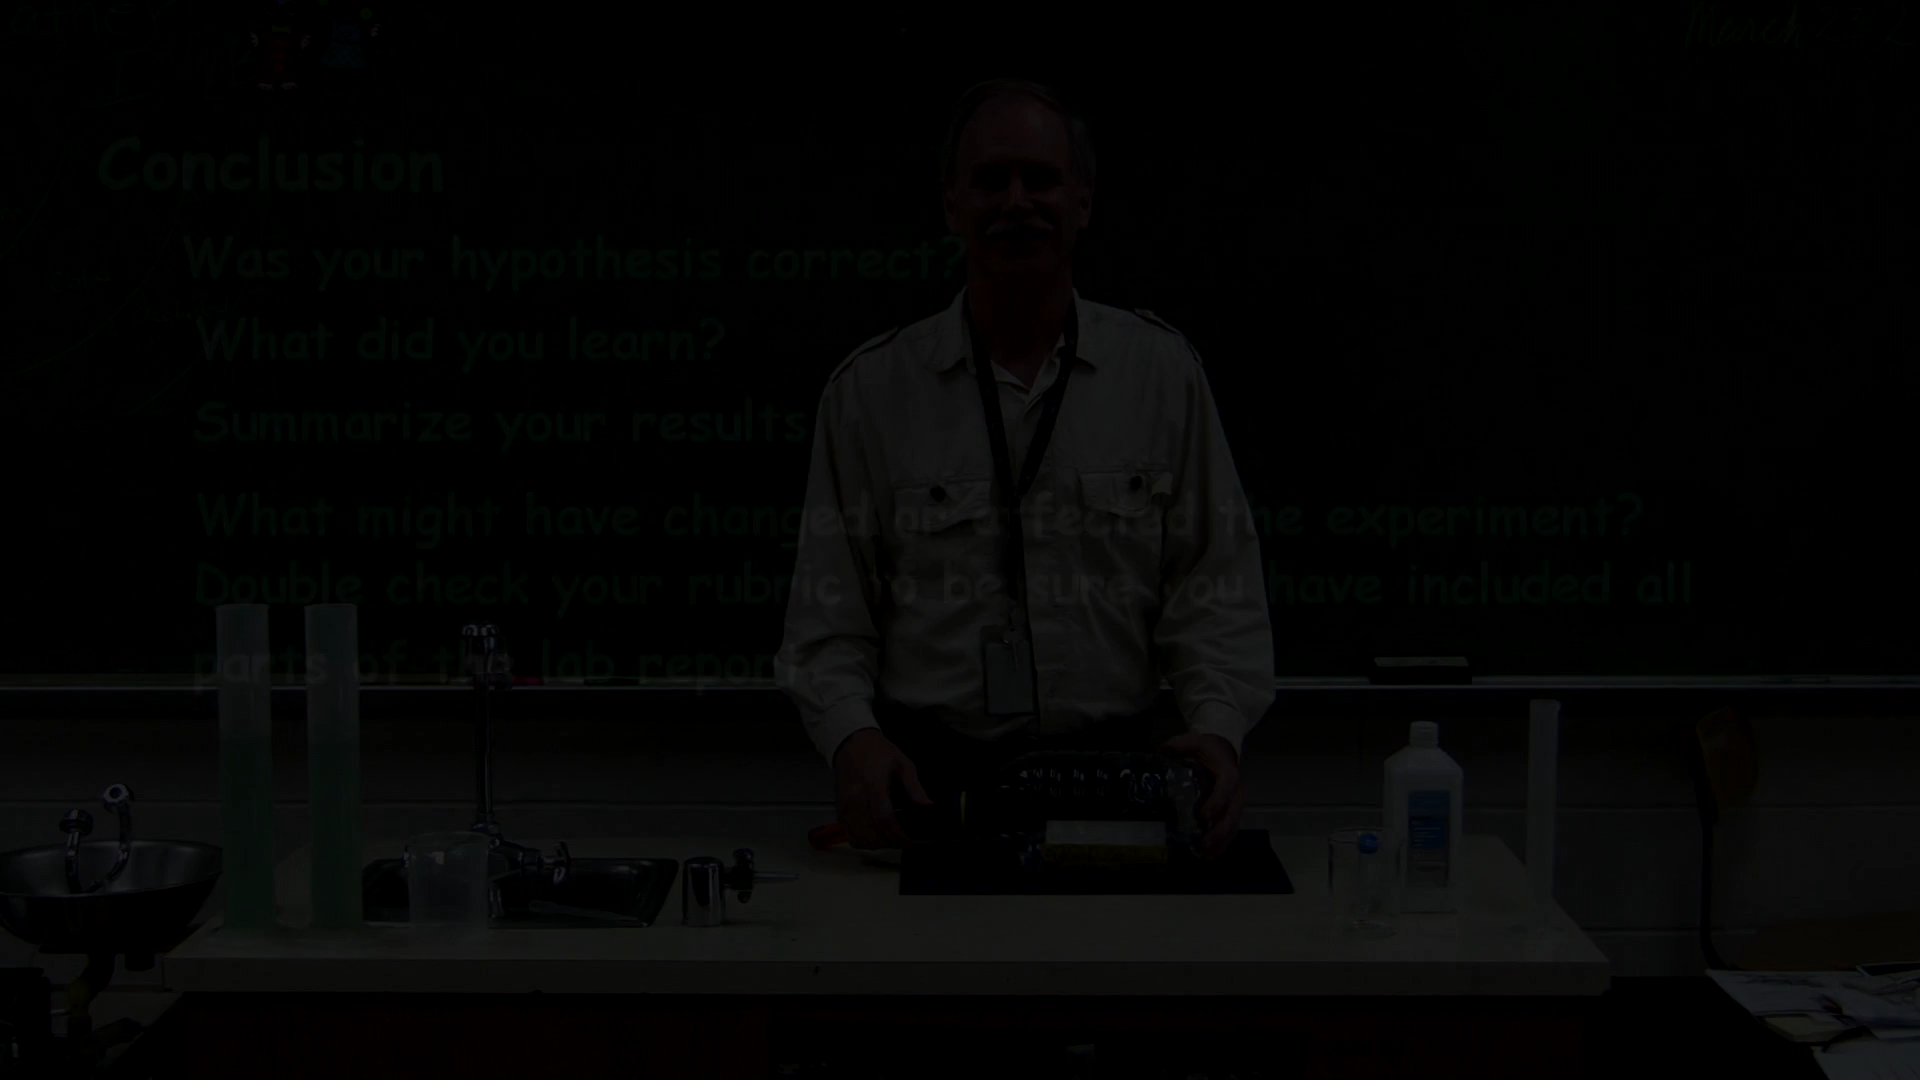 March
Conclusion
Was your hypothesis correct?
What did you learn?
Summarize your results
What might have changed or affected the experiment?
Double check your rubric to be sure you have included all
parts of the lab report